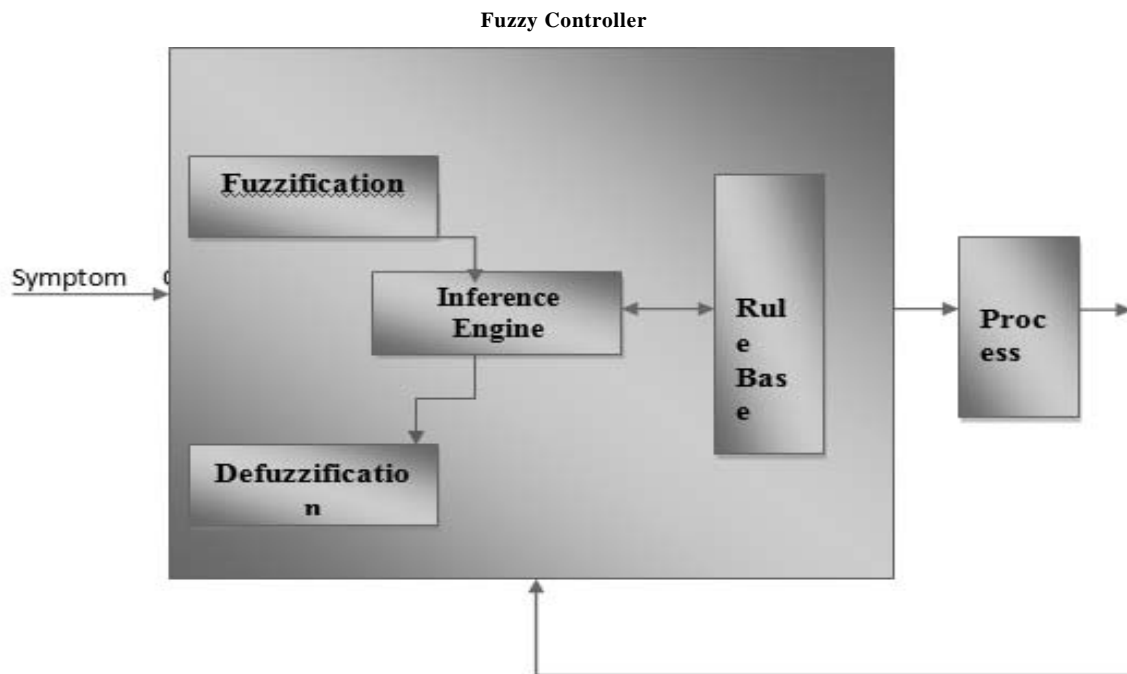 Fuzzy Controller
Fuzzification
Symptom
Inference
Engine
Rul
e
Bas
e
Proc
ess
Defuzzificatio
n